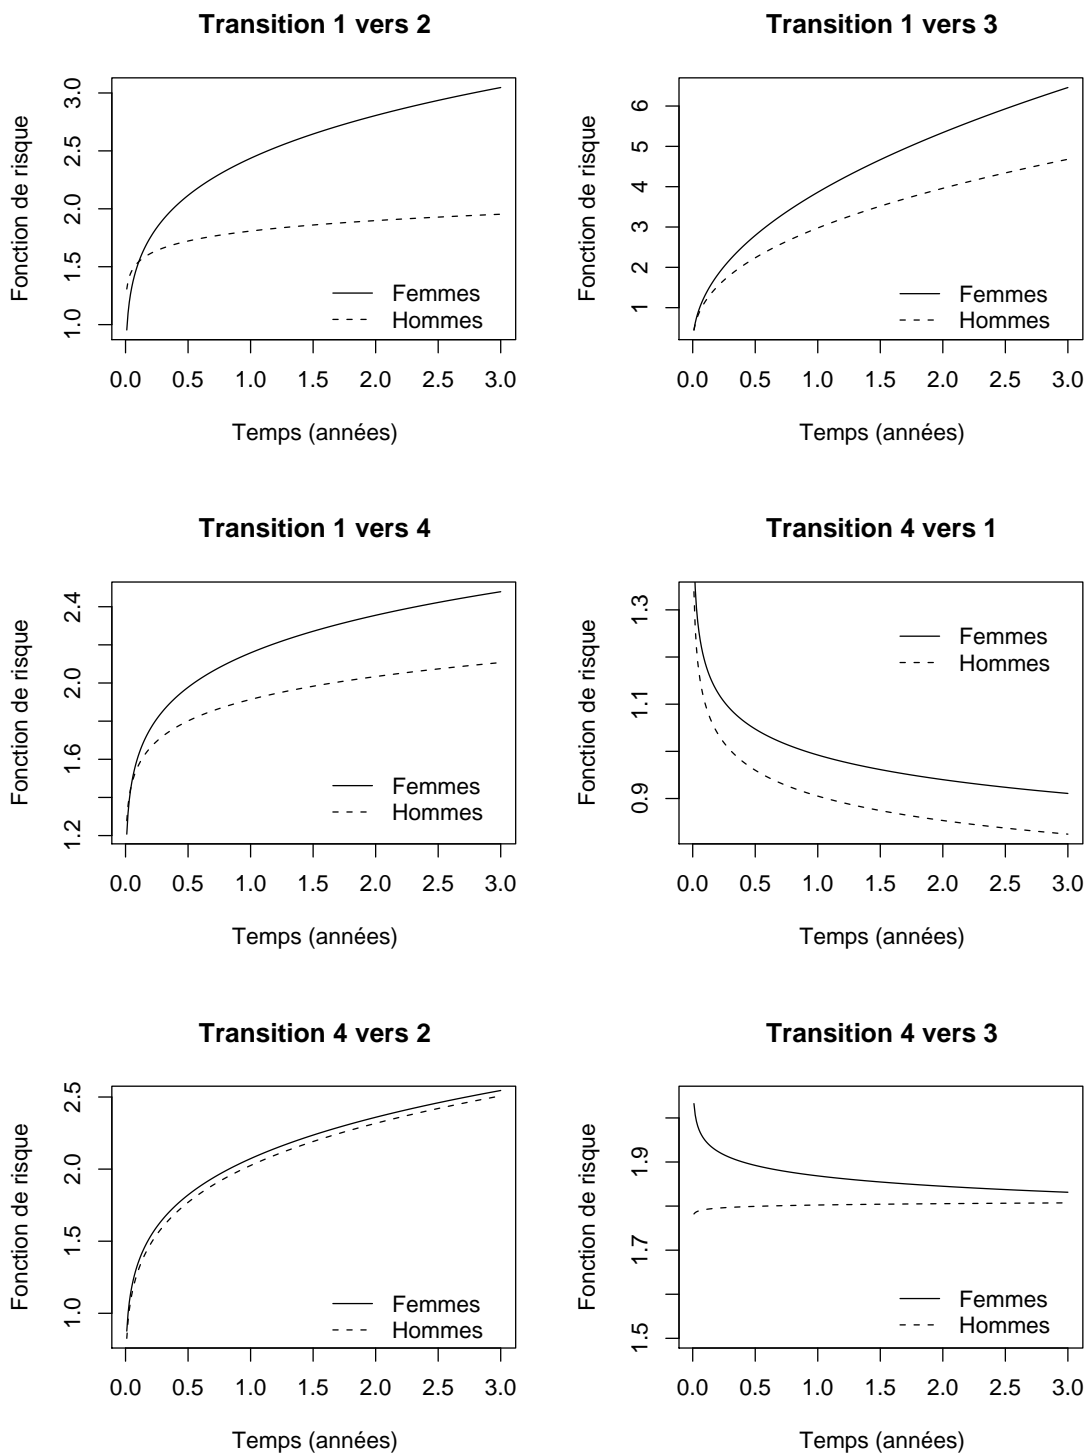 Transition 1 vers 2
Fonction de risque
3.0
2.5
2.0
1.5
1.0
Femmes
Hommes
0.0 0.5 1.0 1.5 2.0 2.5 3.0
Temps (années)
Transition 1 vers 3
Fonction de risque
6
5
4
3
2
1
Femmes
Hommes
0.0 0.5 1.0 1.5 2.0 2.5 3.0
Temps (années)
Transition 1 vers 4
Fonction de risque
2.4
2.0
1.6
1.2
Femmes
Hommes
0.0 0.5 1.0 1.5 2.0 2.5 3.0
Temps (années)
Transition 4 vers 1
Fonction de risque
1.3
1.1
0.9
Femmes
Hommes
0.0 0.5 1.0 1.5 2.0 2.5 3.0
Temps (années)
Transition 4 vers 2
Fonction de risque
2.5
2.0
1.5
1.0
Femmes
Hommes
0.0 0.5 1.0 1.5 2.0 2.5 3.0
Temps (années)
Transition 4 vers 3
Fonction de risque
1.9
1.7
1.5
Femmes
Hommes
0.0 0.5 1.0 1.5 2.0 2.5 3.0
Temps (années)